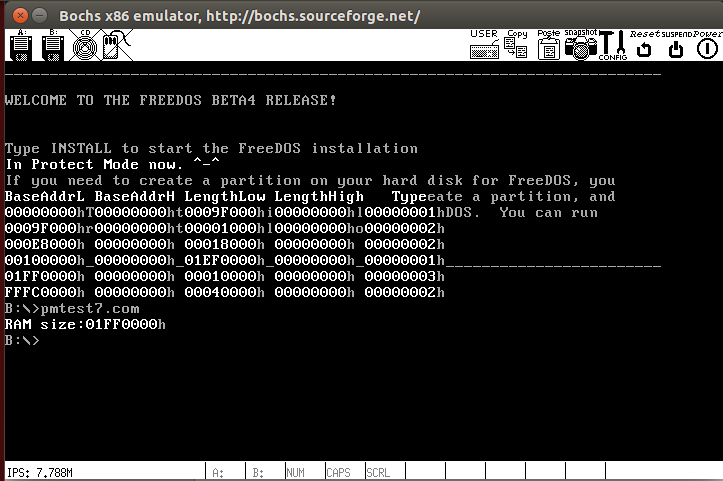 Bochs x86 emulator, http://bochs.sourceforge.net/
A: B: CD USER Copy Paste snapshot CONFIG Reset SUSPEND Power
WELCOME TO THE FREEDOS BETA4 RELEASE!
Type INSTALL to start the FreeDOS installation
In Protect Mode now. ^-^
If you need to create a partition on your hard disk for FreeDOS, you
BaseAddrL BaseAddrH LengthLow LengthHigh   Typeeate a partition, and
00000000hT00000000ht0009F000hi00000000hl00000001hDOS.  You can run
0009F000hr00000000ht00001000hl00000000ho00000002h
000E8000h 00000000h 00018000h 00000000h 00000002h
00100000h_00000000h_01EF0000h_00000000h_00000001h________________________
01FF0000h 00000000h 00010000h 00000000h 00000003h
FFFC0000h 00000000h 00040000h 00000000h 00000002h
B:\>pmtest7.com
RAM size:01FF0000h
B:\>
IPS: 7.788M A: B: NUM CAPS SCRL